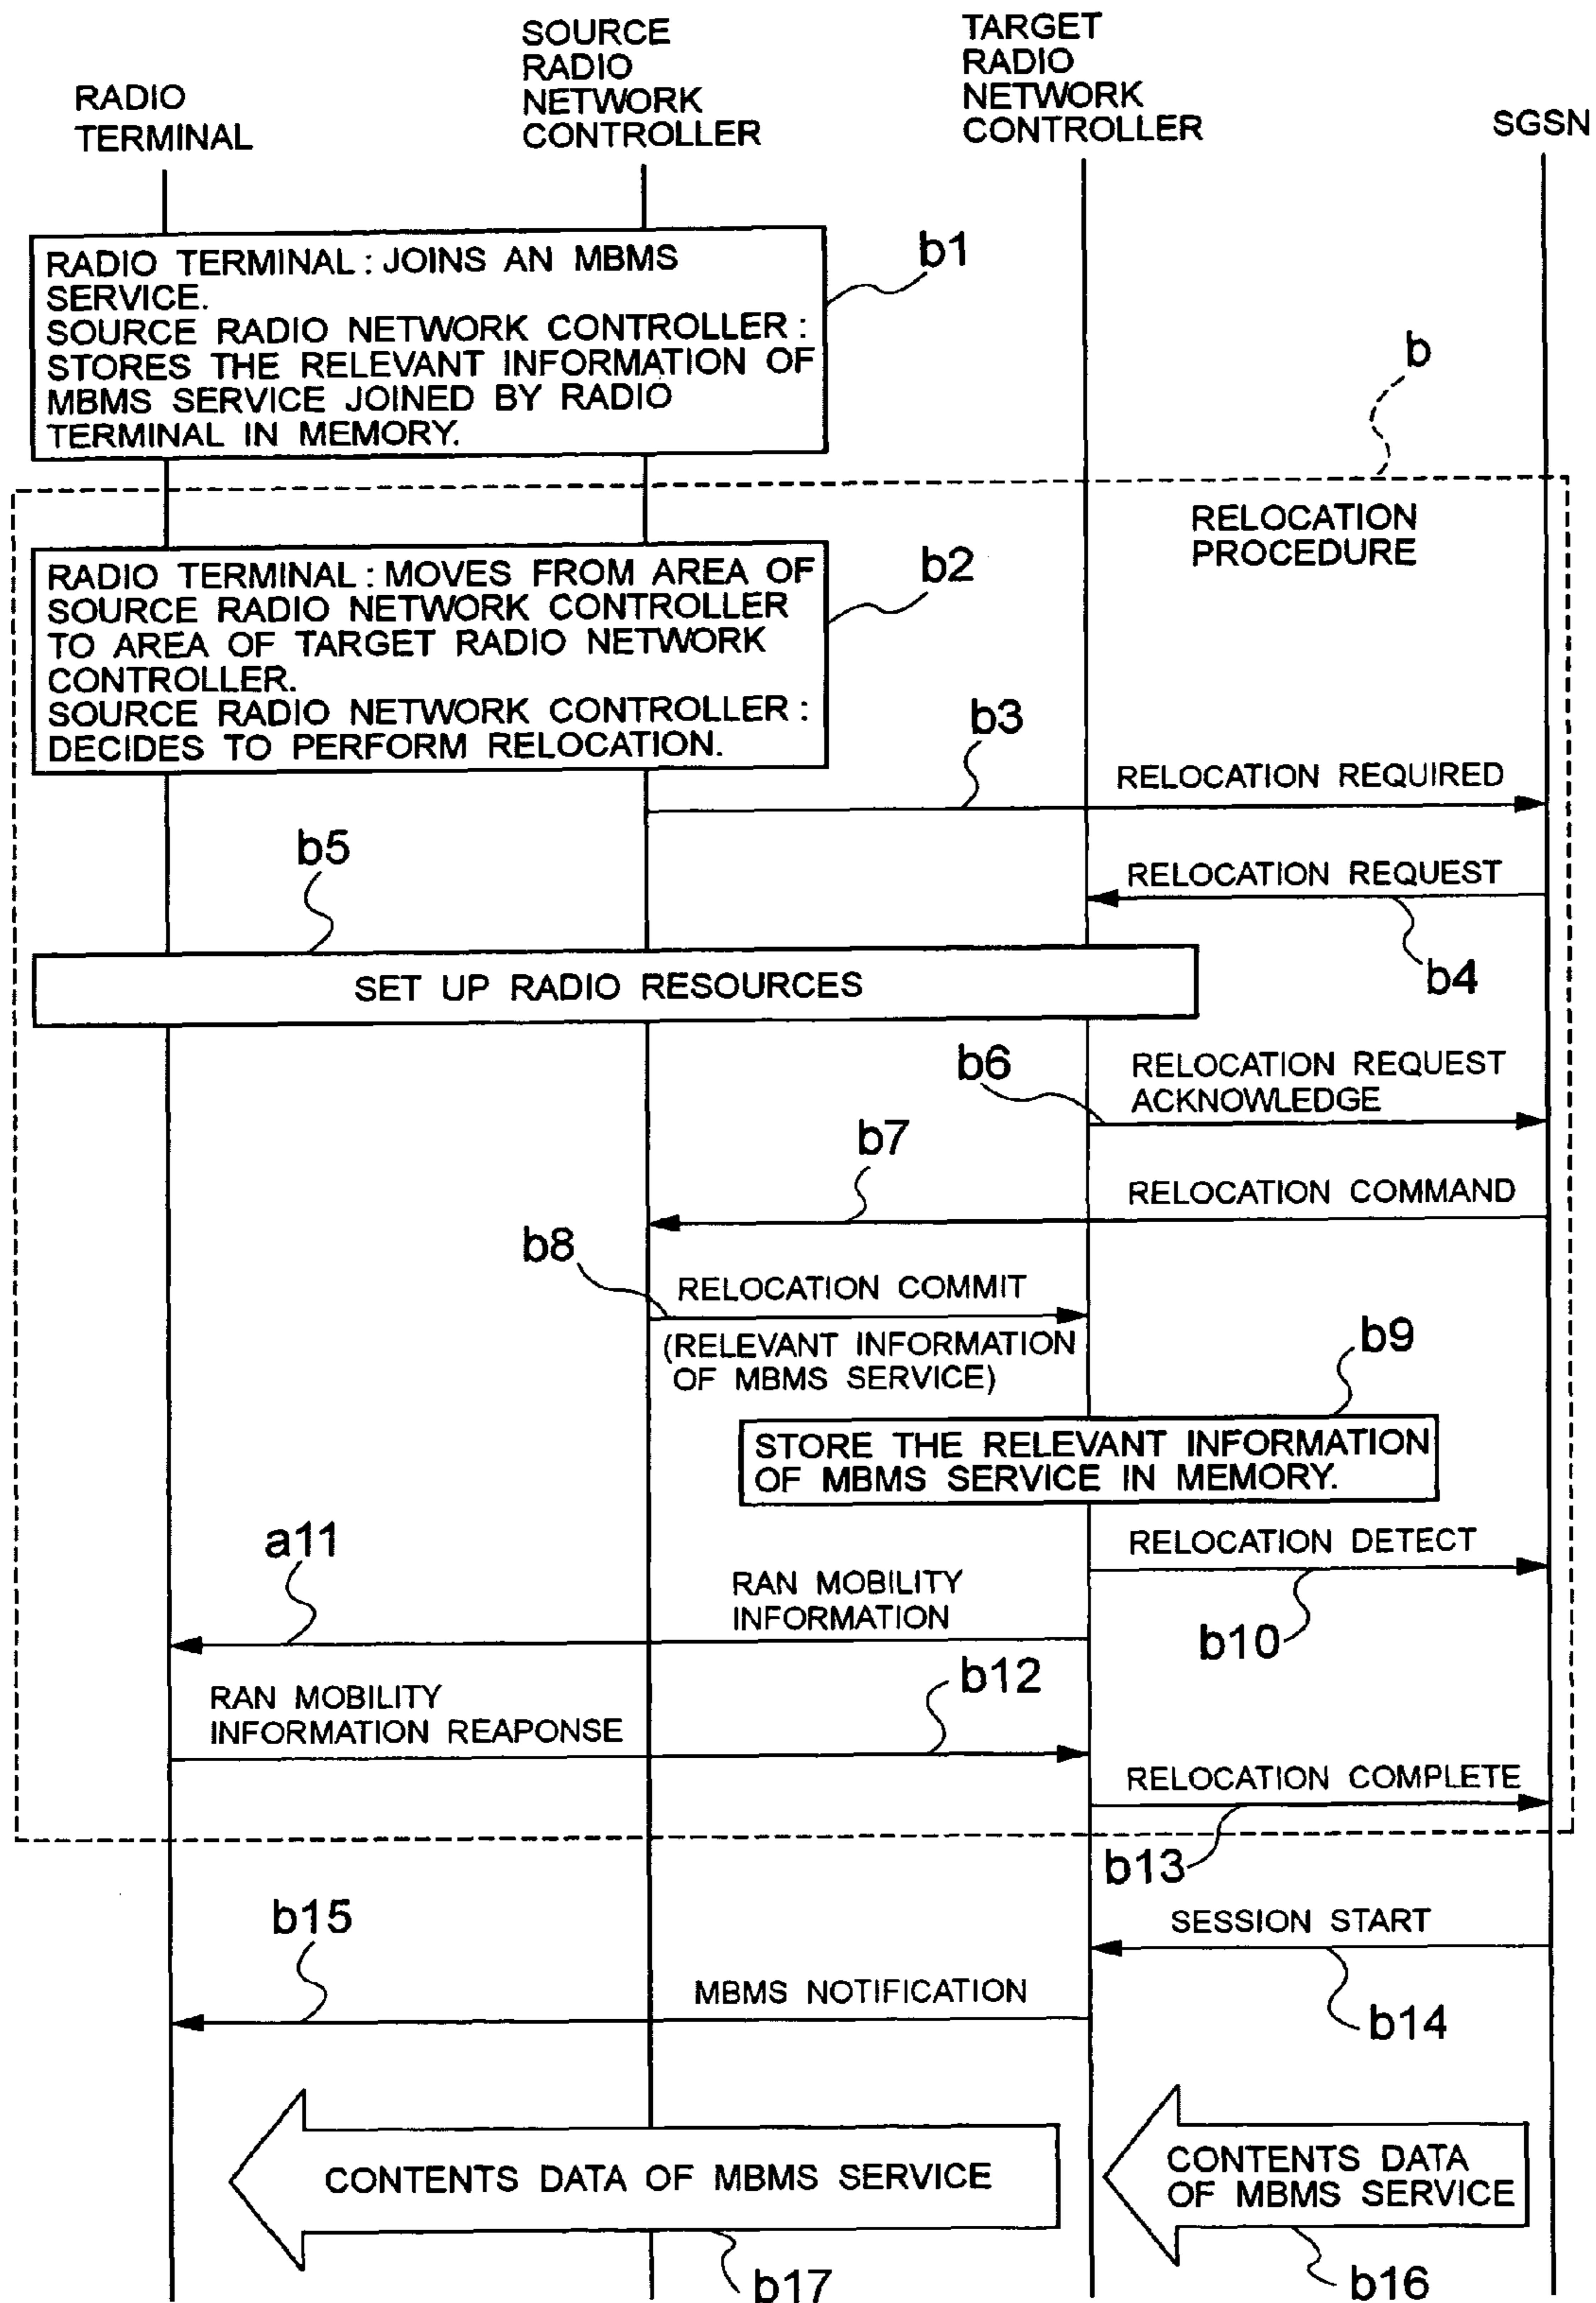 RADIO
TERMINAL
SOURCE
RADIO
NETWORK
CONTROLLER
TARGET
RADIO
NETWORK
CONTROLLER
SGSN
RADIO TERMINAL : JOINS AN MBMS
SERVICE.
SOURCE RADIO NETWORK CONTROLLER :
STORES THE RELEVANT INFORMATION OF
MBMS SERVICE JOINED BY RADIO
TERMINAL IN MEMORY.
b1
b
RELOCATION
PROCEDURE
RADIO TERMINAL : MOVES FROM AREA OF
SOURCE RADIO NETWORK CONTROLLER
TO AREA OF TARGET RADIO NETWORK
CONTROLLER.
SOURCE RADIO NETWORK CONTROLLER :
DECIDES TO PERFORM RELOCATION.
b2
b3
RELOCATION REQUIRED
b5
RELOCATION REQUEST
b4
SET UP RADIO RESOURCES
b6
RELOCATION REQUEST
ACKNOWLEDGE
b7
RELOCATION COMMAND
b8
RELOCATION COMMIT
(RELEVANT INFORMATION
OF MBMS SERVICE)
b9
STORE THE RELEVANT INFORMATION
OF MBMS SERVICE IN MEMORY.
a11
RELOCATION DETECT
RAN MOBILITY
INFORMATION
b10
b12
RAN MOBILITY
INFORMATION REAPONSE
RELOCATION COMPLETE
b13
b15
SESSION START
MBMS NOTIFICATION
b14
CONTENTS DATA OF MBMS SERVICE
CONTENTS DATA
OF MBMS SERVICE
b17
b16